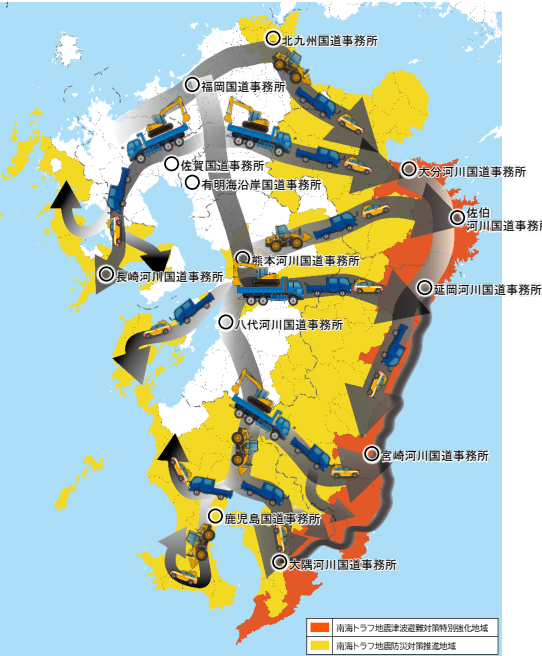 北九州国道事務所
福岡国道事務所
佐賀国道事務所
有明海沿岸国道事務所
大分河川国道事務所
佐伯
河川国道事務所
熊本河川国道事務所
長崎河川国道事務所
延岡河川国道事務所
八代河川国道事務所
宮崎河川国道事務所
鹿児島国道事務所
大隅河川国道事務所
南海トラフ地震津波避難対策特別強化地域
南海トラフ地震防災対策推進地域